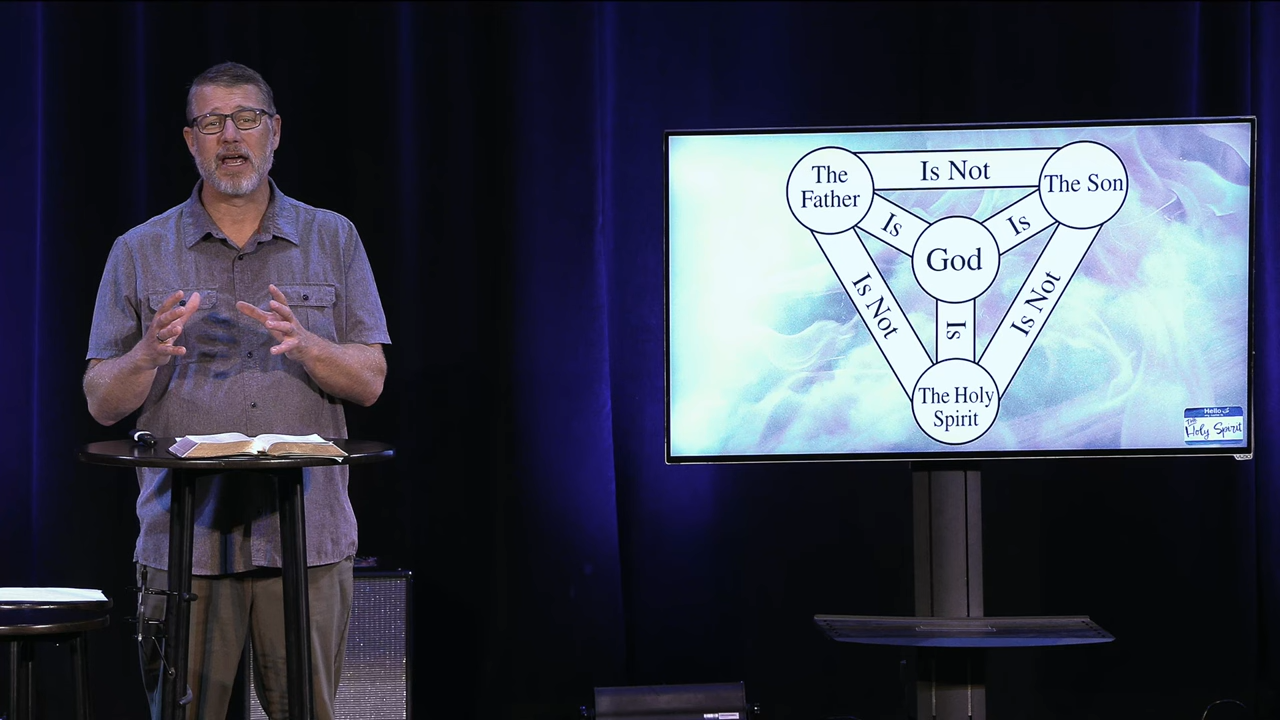 The
Father
Is Not
The Son
Is
Is
God
Is Not
Is
Is Not
The Holy
Spirit
Hello
The
Holy Spirit